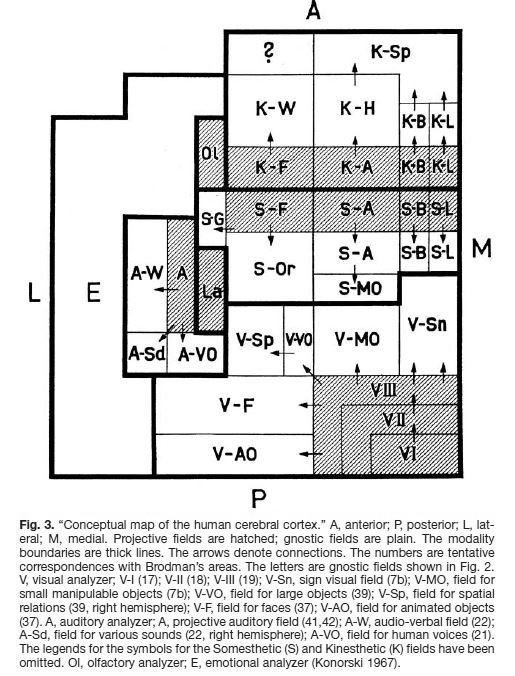 A
? K-Sp
K-W K-H K-B K-L
Ol K-F K-A K-B K-L
S-G S-F S-A S-B S-L
S-Or S-A S-B S-L
S-MO
L E A-W A La M
A-Sd A-VO V-Sp V-VO V-MO V-Sn
V-F VIII
VII
V-AO VI
P
Fig. 3. “Conceptual map of the human cerebral cortex.” A, anterior; P, posterior; L, lat-
eral; M, medial. Projective fields are hatched; gnostic fields are plain. The modality
boundaries are thick lines. The arrows denote connections. The numbers are tentative
correspondences with Brodman's areas. The letters are gnostic fields shown in Fig. 2.
V, visual analyzer; V-I (17); V-II (18); V-III (19); V-Sn, sign visual field (7b); V-MO, field for
small manipulable objects (7b); V-VO, field for large objects (39); V-Sp, field for spatial
relations (39, right hemisphere); V-F, field for faces (37); V-AO, field for animated objects
(37). A, auditory analyzer; A, projective auditory field (41,42); A-W, audio-verbal field (22);
A-Sd, field for various sounds (22, right hemisphere); A-VO, field for human voices (21).
The legends for the symbols for the Somesthetic (S) and Kinesthetic (K) fields have been
omitted. Ol, olfactory analyzer; E, emotional analyzer (Konorski 1967).